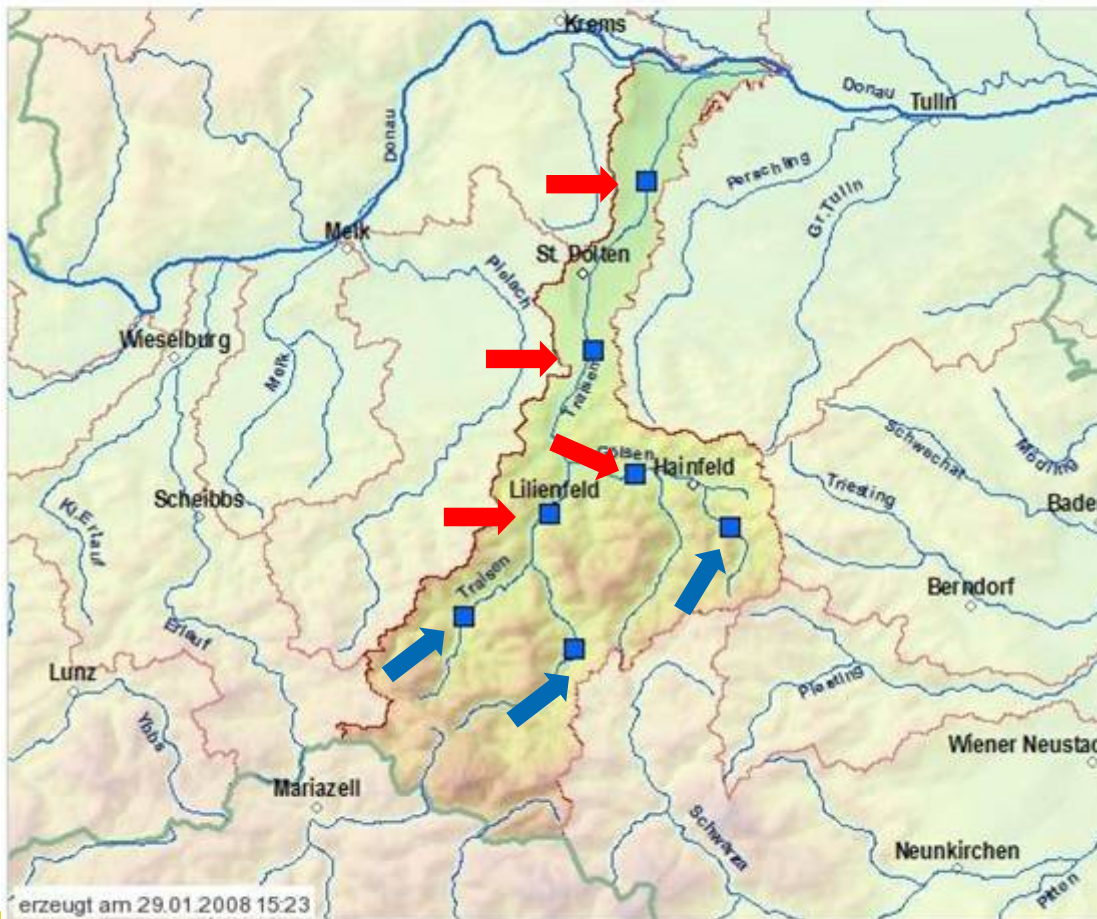 Krems
Donau
Donau
Tulln
Perschling
Gr.Tulln
Melk
St. Pölten
Pielach
Wieselburg
Melk
Traisen
Gölsen
Hainfeld
Schwechat
Mödling
Scheibbs
Lilienfeld
Triesting
Bade
Kl.Erlauf
Traisen
Berndorf
Erlauf
Lunz
Piesting
Ybbs
Wiener Neustad
Mariazell
Schwarza
Neunkirchen
Pitten
erzeugt am 29.01.2008 15:23